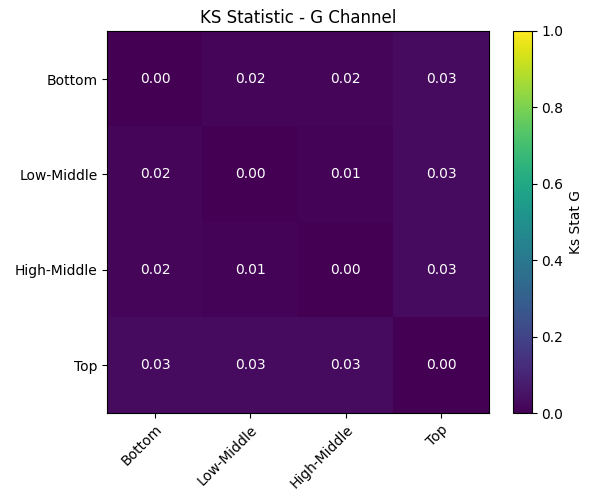 KS Statistic - G Channel
Bottom 0.00 0.02 0.02 0.03
Low-Middle 0.02 0.00 0.01 0.03
High-Middle 0.02 0.01 0.00 0.03
Top 0.03 0.03 0.03 0.00
Bottom Low-Middle High-Middle Top
1.0
0.8
0.6
0.4
0.2
0.0
Ks Stat G